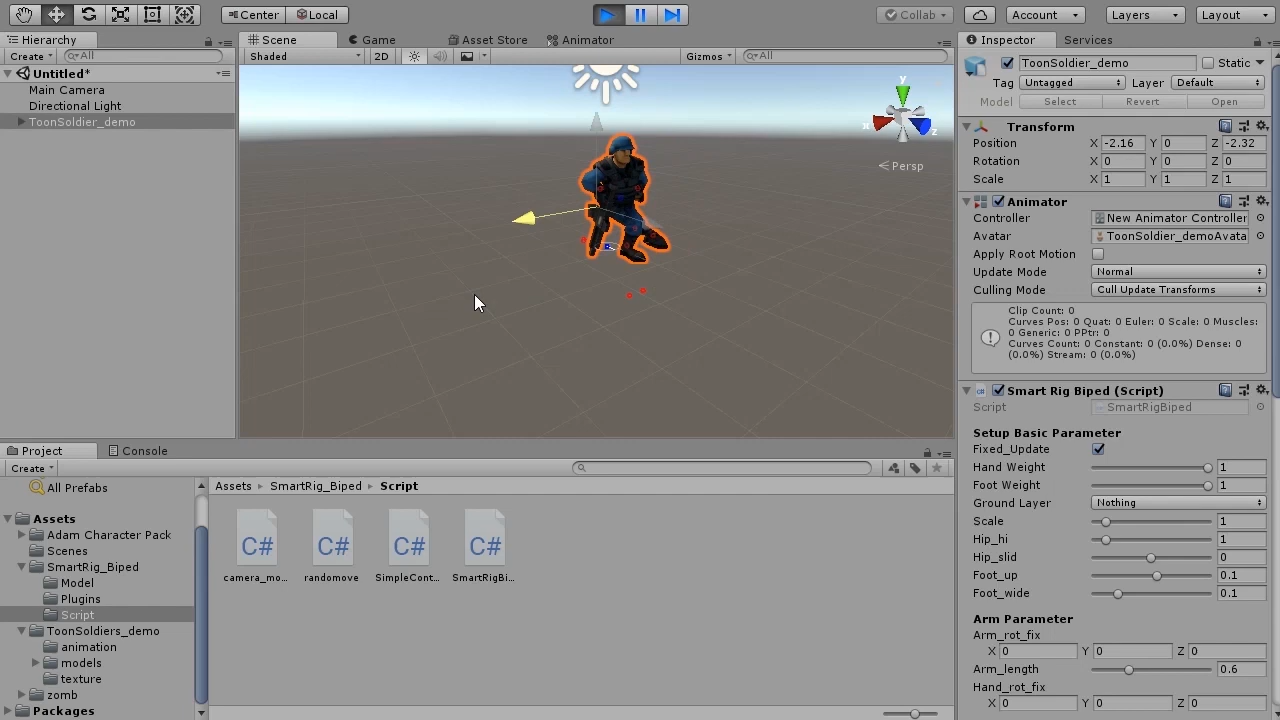 Center Local Collab Account Layers Layout
Hierarchy
Create All
Untitled*
Main Camera
Directional Light
ToonSoldier_demo
Scene Game Asset Store Animator
Shaded 2D Gizmos All
y
x
z
Persp
Inspector Services
ToonSoldier_demo Static
Tag Untagged Layer Default
Model Select Revert Open
Transform
Position X -2.16 Y 0 Z -2.32
Rotation X 0 Y 0 Z 0
Scale X 1 Y 1 Z 1
Animator
Controller New Animator Controller
Avatar ToonSoldier_demoAvata
Apply Root Motion
Update Mode Normal
Culling Mode Cull Update Transforms
Clip Count: 0
Curves Pos: 0 Quat: 0 Euler: 0 Scale: 0 Muscles:
0 Generic: 0 PPtr: 0
Curves Count: 0 Constant: 0 (0.0%) Dense: 0
(0.0%) Stream: 0 (0.0%)
Smart Rig Biped (Script)
Script SmartRigBiped
Setup Basic Parameter
Fixed_Update
Hand Weight 1
Foot Weight 1
Ground Layer Nothing
Scale 1
Hip_hi 1
Hip_slid 0
Foot_up 0.1
Foot_wide 0.1
Arm Parameter
Arm_rot_fix
X 0 Y 0 Z 0
Arm_length 0.6
Hand_rot_fix
X 0 Y 0 Z 0
Project Console
Create
All Prefabs
Assets
Adam Character Pack
Scenes
SmartRig_Biped
Model
Plugins
Script
ToonSoldiers_demo
animation
models
texture
zomb
Packages
Assets SmartRig_Biped Script
C# C# C# C#
camera_mo... randomove SimpleCont... SmartRigBi...